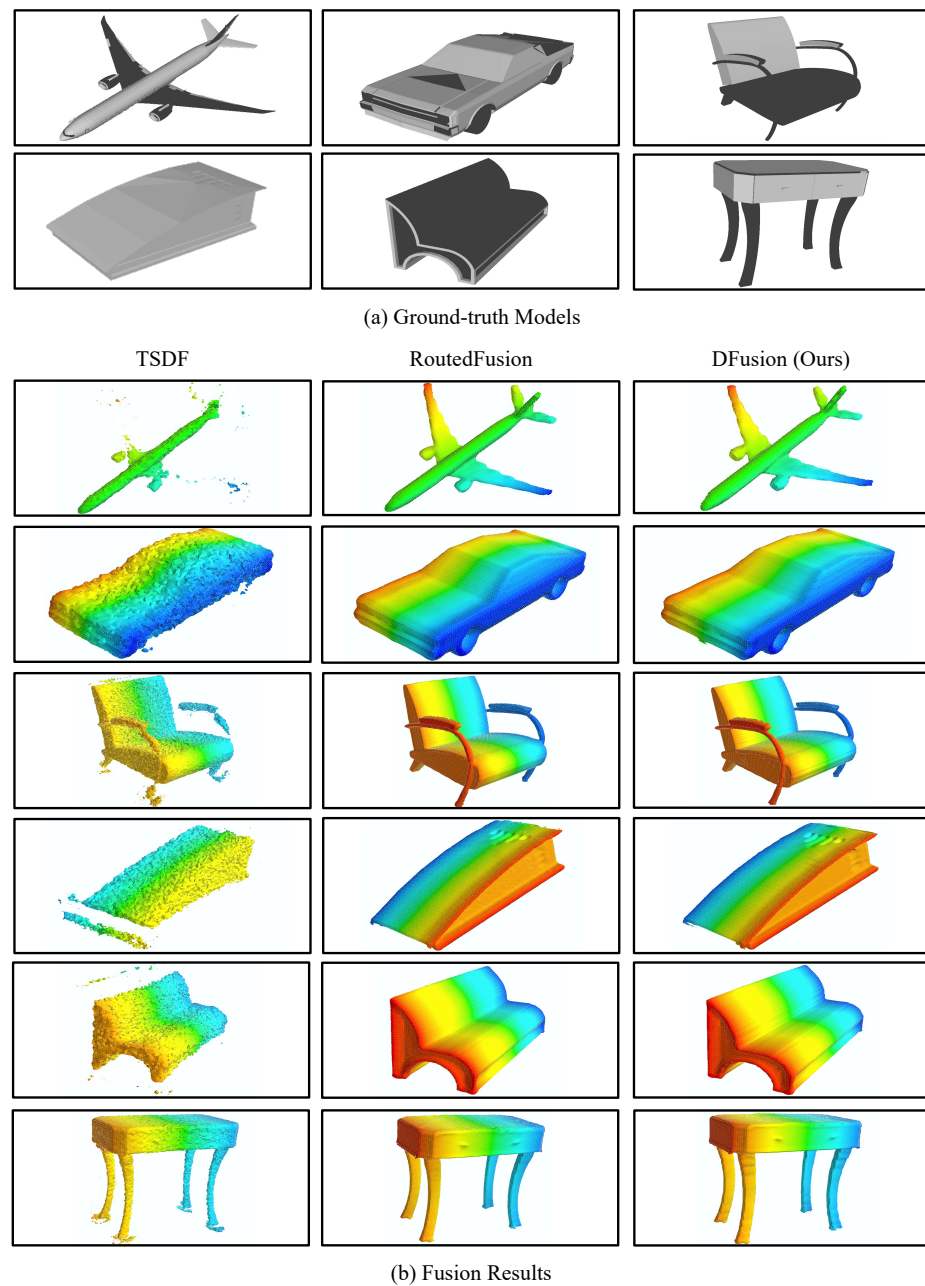 (a) Ground-truth Models
TSDF RoutedFusion DFusion (Ours)
(b) Fusion Results